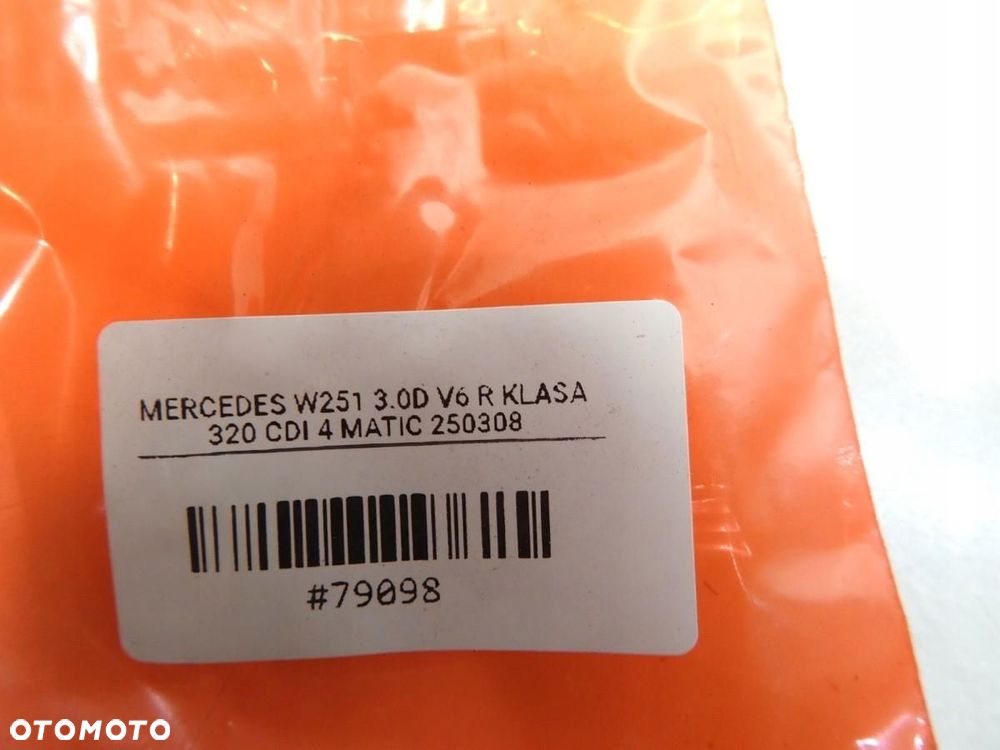 MERCEDES W251 3.0D V6 R KLASA
320 CDI 4 MATIC 250308
#79098
OTOMOTO